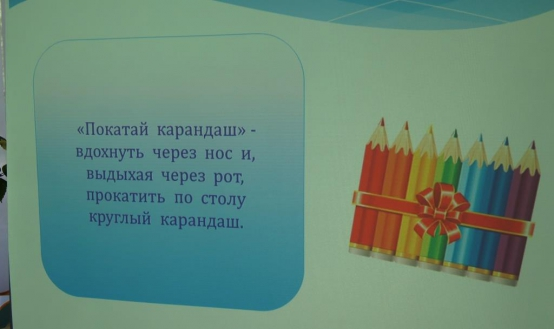 «Покатай карандаш» -
вдохнуть через нос и,
выдыхая через рот,
прокатить по столу
круглый карандаш.